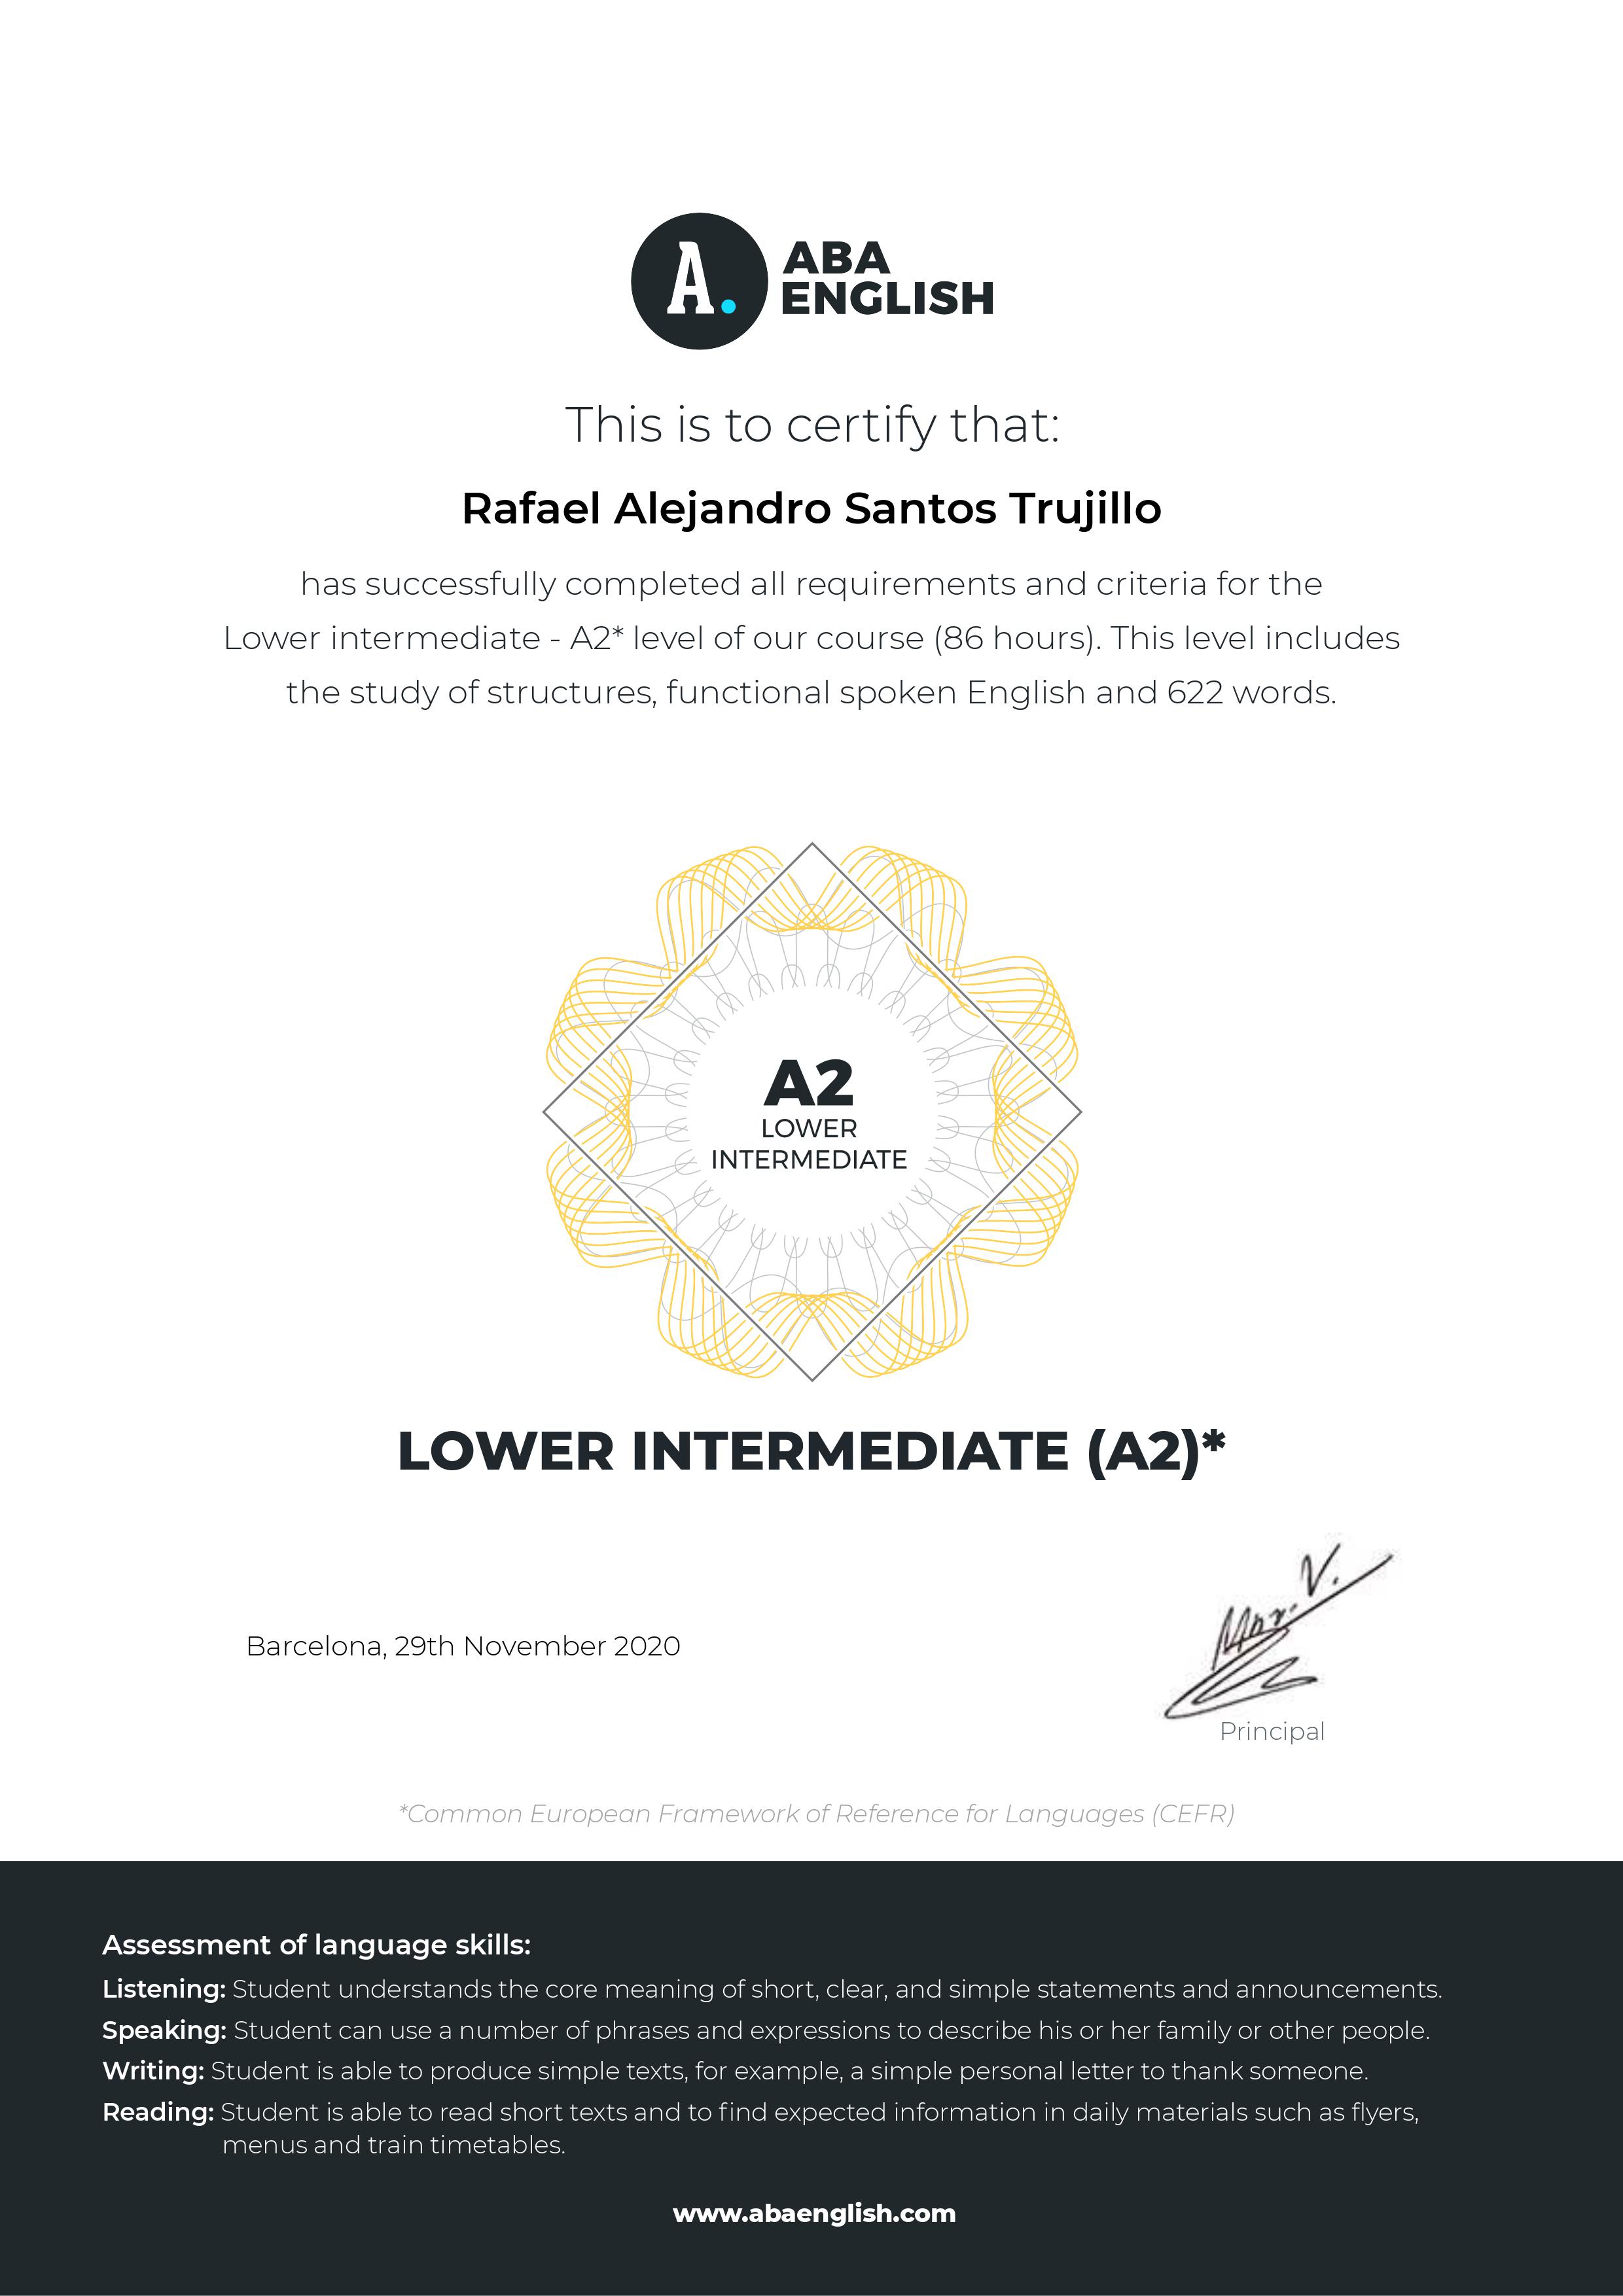 A.
ABA
ENGLISH
This is to certify that:
Rafael Alejandro Santos Trujillo
has successfully completed all requirements and criteria for the
Lower intermediate - A2* level of our course (86 hours). This level includes
the study of structures, functional spoken English and 622 words.
A2
LOWER
INTERMEDIATE
LOWER INTERMEDIATE (A2)*
Barcelona, 29th November 2020
Principal
*Common European Framework of Reference for Languages (CEFR)
Assessment of language skills:
Listening: Student understands the core meaning of short, clear, and simple statements and announcements.
Speaking: Student can use a number of phrases and expressions to describe his or her family or other people.
Writing: Student is able to produce simple texts, for example, a simple personal letter to thank someone.
Reading: Student is able to read short texts and to find expected information in daily materials such as flyers,
menus and train timetables.
www.abaenglish.com